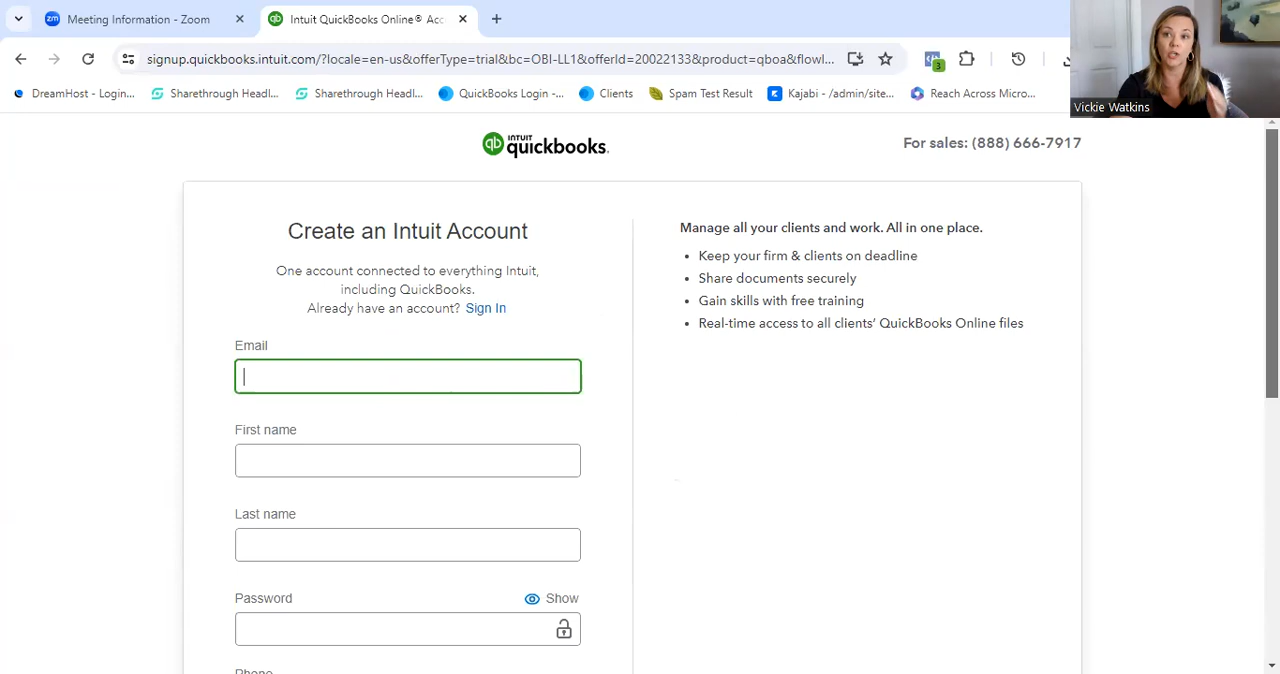 Meeting Information - Zoom
Intuit QuickBooks Online® Acc
signup.quickbooks.intuit.com/?locale=en-us&offerType=trial&bc=OBI-LL1&offerId=20022133&product=qboa&flowI...
3
DreamHost - Login...
Sharethrough Headl...
Sharethrough Headl...
QuickBooks Login -...
Clients
Spam Test Result
Kajabi - /admin/site...
Reach Across Micro...
Vickie Watkins
intuit quickbooks.
For sales: (888) 666-7917
Create an Intuit Account
One account connected to everything Intuit,
including QuickBooks.
Already have an account? Sign In
Email
First name
Last name
Password
Show
Phone
Manage all your clients and work. All in one place.
• Keep your firm & clients on deadline
• Share documents securely
• Gain skills with free training
• Real-time access to all clients' QuickBooks Online files